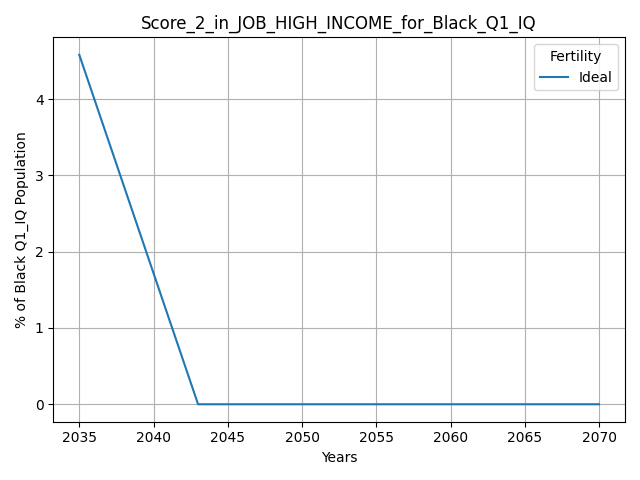 Score_2_in_JOB_HIGH_INCOME_for_Black_Q1_IQ
Fertility
Ideal
% of Black Q1_IQ Population
4
3
2
1
0
2035 2040 2045 2050 2055 2060 2065 2070
Years